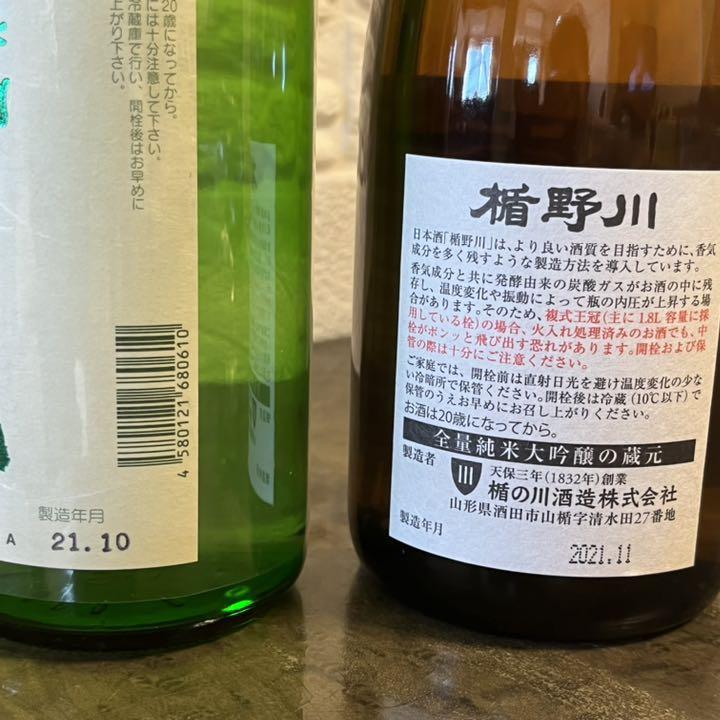 20歳になってから。
には十分注意して下さい。
冷蔵庫で行い、開栓後はお早めに
上がり下さい。
4 580121 680610
製造年月
A 21.10
楯野川
日本酒「楯野川」は、より良い酒質を目指すために、香気
成分を多く残すような製造方法を導入しています。
香気成分と共に発酵由来の炭酸ガスがお酒の中に残
存し、温度変化や振動によって瓶の内圧が上昇する場
合があります。そのため、複式王冠(主に1.8L容量に採
用している栓)の場合、火入れ処理済みのお酒でも、中
栓がポンッと飛び出す恐れがあります。開栓および保
管の際は十分にご注意ください。
ご家庭では、開栓前は直射日光を避け温度変化の少な
い冷暗所で保管ください。開栓後は冷蔵(10℃以下)で
保管のうえお早めにお召し上がりください。
お酒は20歳になってから。
全量純米大吟醸の蔵元
製造者
天保三年(1832年)創業
楯の川酒造株式会社
山形県酒田市山楯字清水田27番地
製造年月
2021.11